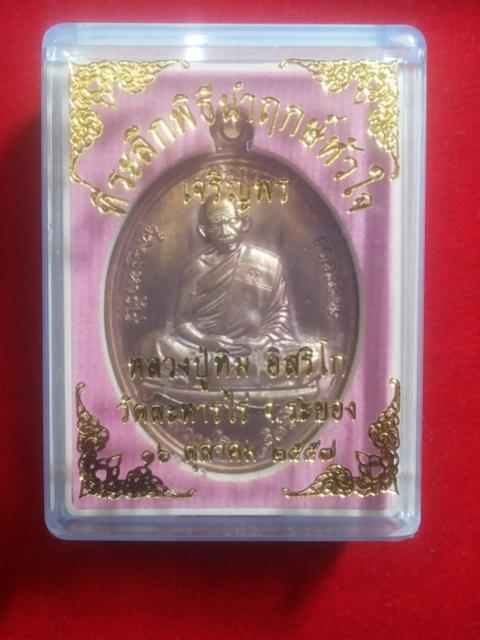 ที่ระลึกพิธีนำฤกษ์หัวใจ
เจริญพร
หลวงปู่ทิม อิสริโก
วัดละหารไร่ จ.ระยอง
๑๖ ตุลาคม ๒๕๕๗